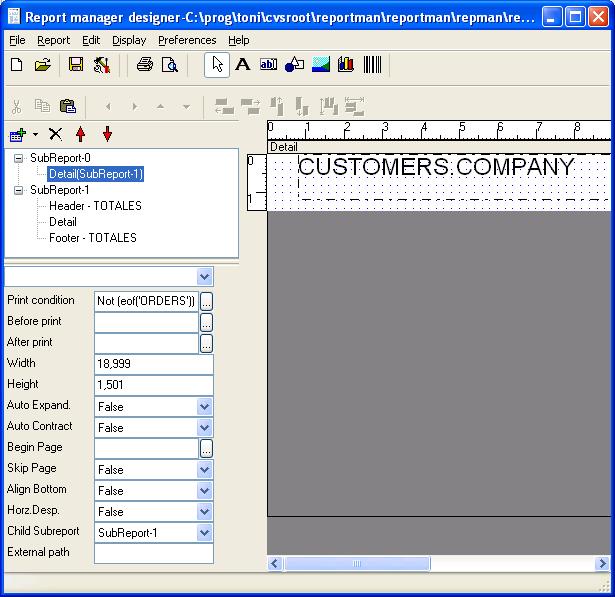 Report manager designer-C:\prog\toni\cvsroot\reportman\reportman\repman\re...
File Report Edit Display Preferences Help
A ab|
0 1 2 3 4 5 6 7 8
Detail
0 CUSTOMERS.COMPANY
1
SubReport-0
Detail(SubReport-1)
SubReport-1
Header - TOTALES
Detail
Footer - TOTALES
Print condition Not (eof('ORDERS')) ...
Before print ...
After print ...
Width 18,999
Height 1,501
Auto Expand. False
Auto Contract False
Begin Page ...
Skip Page False
Align Bottom False
Horz.Desp. False
Child Subreport SubReport-1
External path